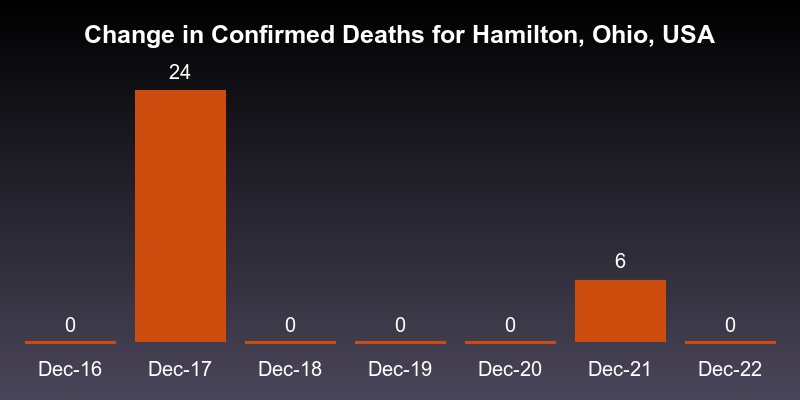 Change in Confirmed Deaths for Hamilton, Ohio, USA
24
6
0 0 0 0 0
Dec-16 Dec-17 Dec-18 Dec-19 Dec-20 Dec-21 Dec-22